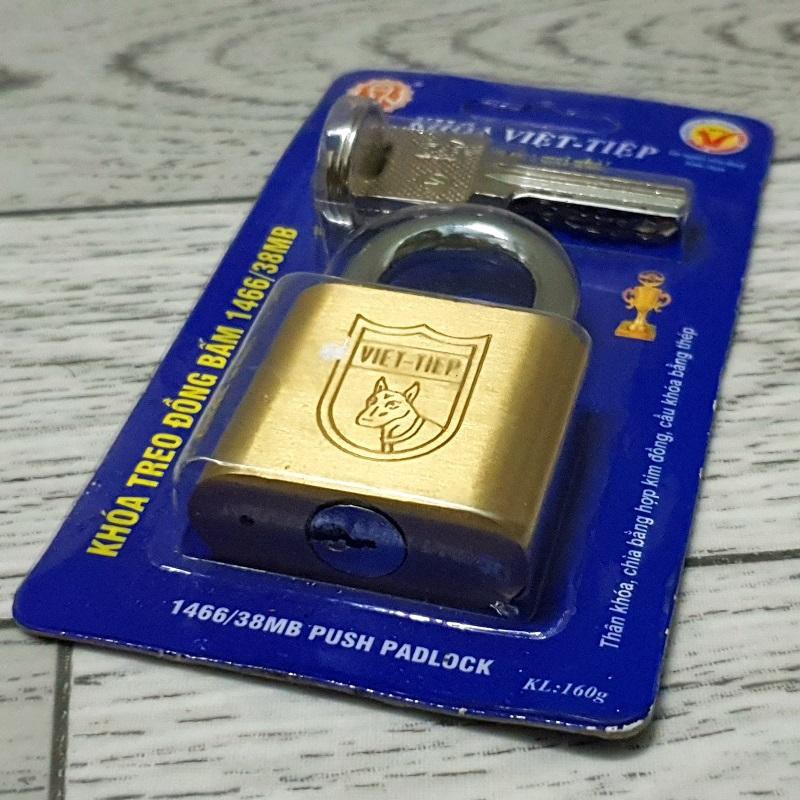 KHÓA VIỆT-TIỆP
KHÓA TREO ĐỒNG BẤM 1466/38MB
VIET-TIEP
Thân khóa, chìa bằng hợp kim đồng, cầu khóa bằng thép
1466/38MB PUSH PADLOCK
KL:160g